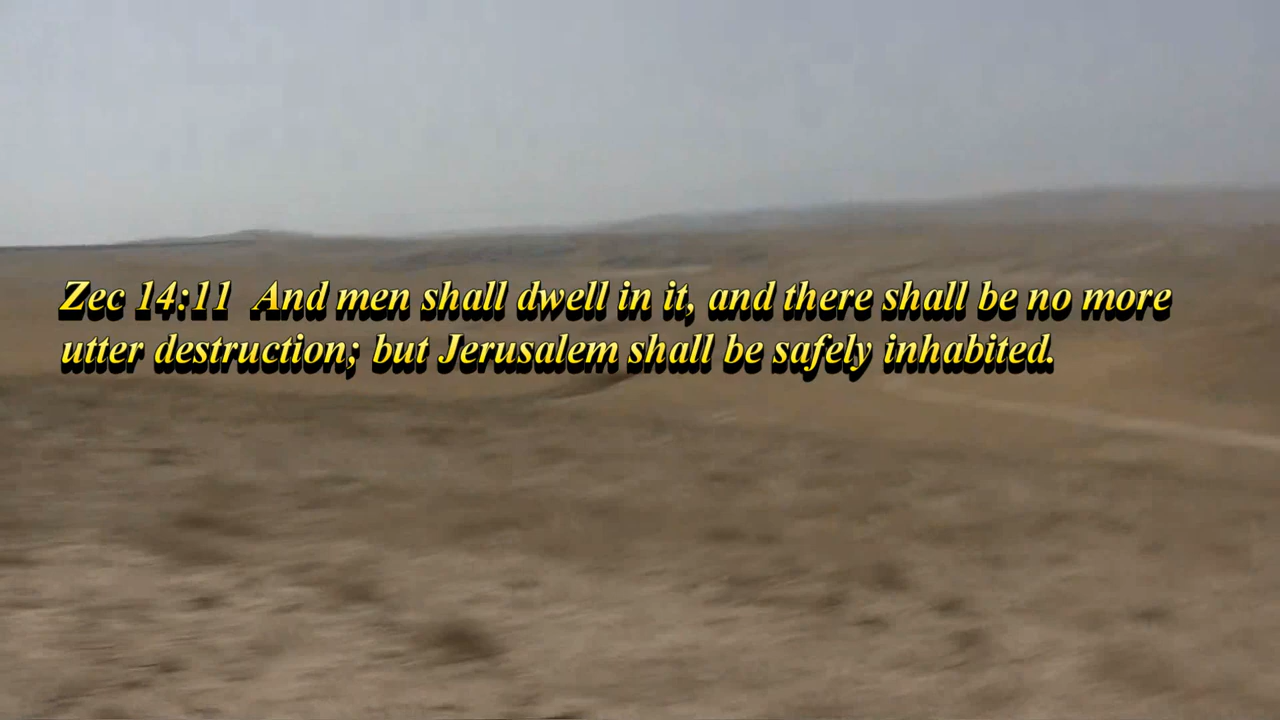 Zec 14:11  And men shall dwell in it, and there shall be no more
utter destruction; but Jerusalem shall be safely inhabited.